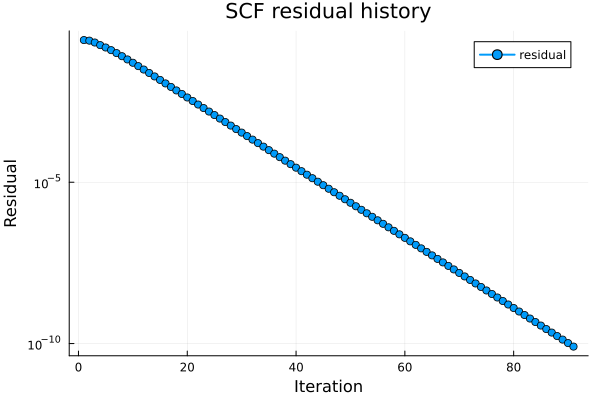 SCF residual history
residual
Residual
10⁻⁵
10⁻¹⁰
0 20 40 60 80
Iteration